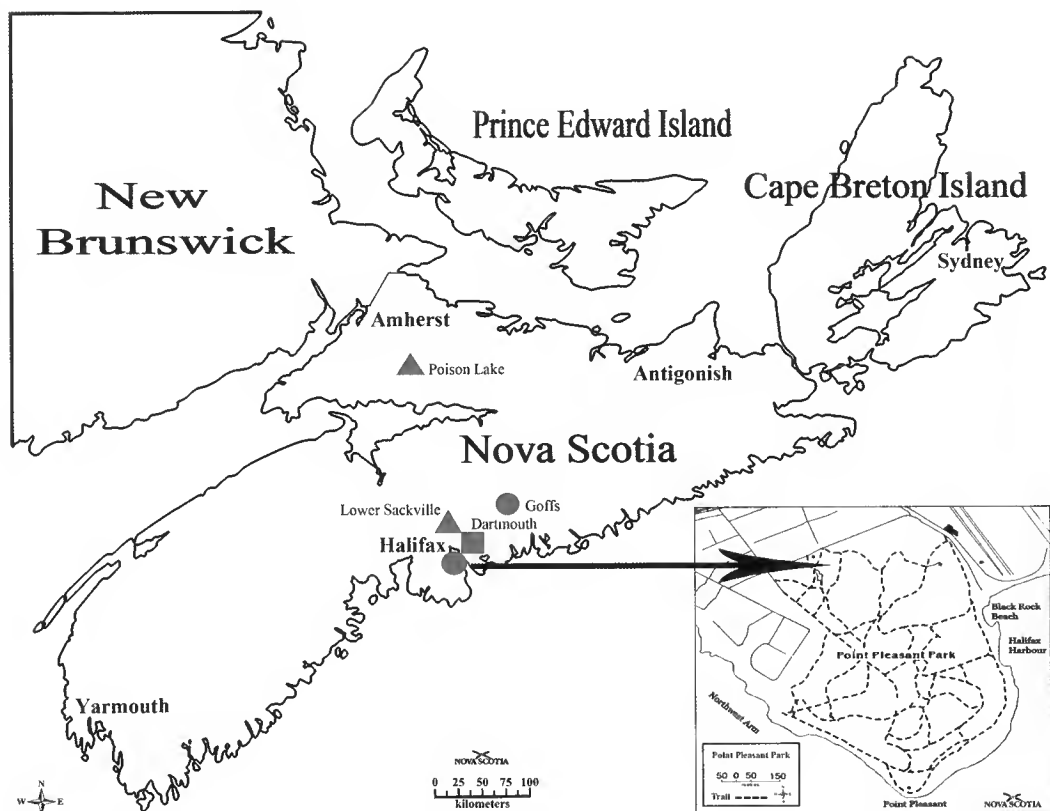 Prince Edward Island
New
Brunswick
Cape Breton Island
Sydney
Amherst
Poison Lake
Antigonish
Nova Scotia
Lower Sackville
Goffs
Dartmouth
Halifax
Yarmouth
N
W
E
S
NOVA SCOTIA
0 25 50 75 100
kilometers
Black Rock
Beach
Halifax
Harbour
Point Pleasant Park
Northwest Arm
Point Pleasant Park
50 0 50 150
Trail
Point Pleasant
NOVA SCOTIA